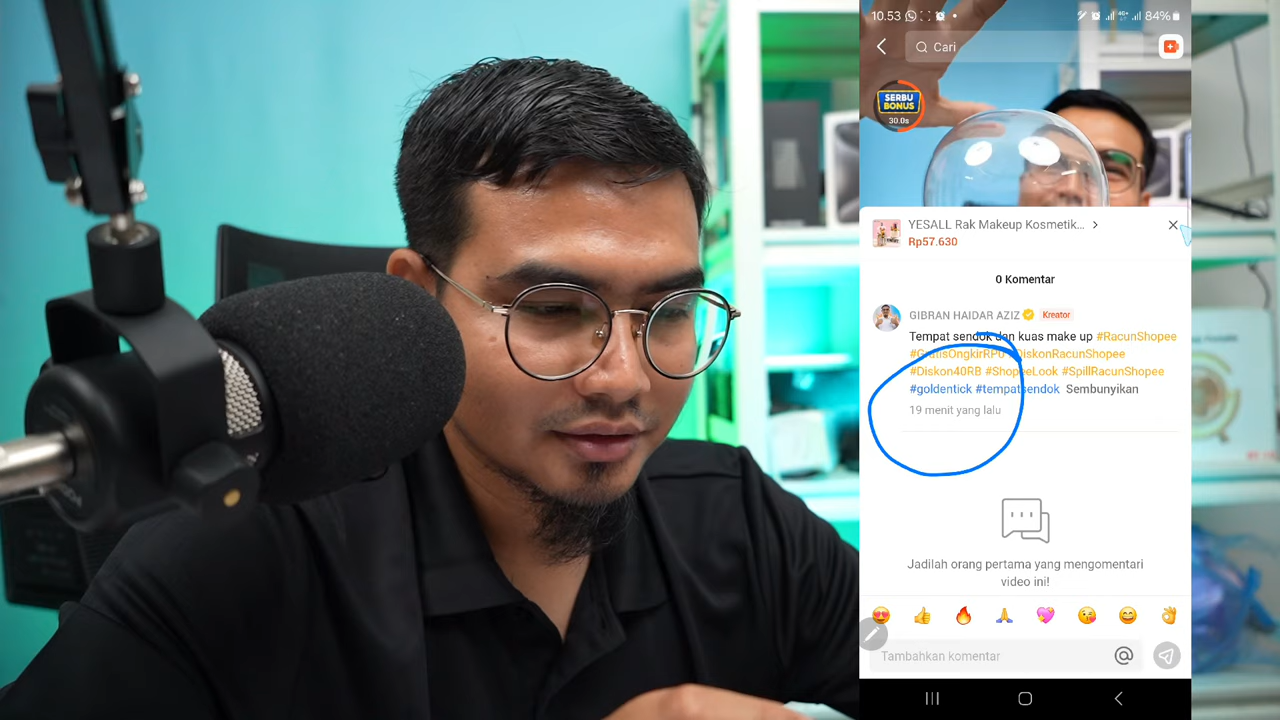 10.53
4G+
84%
Cari
SERBU
BONUS
30.0s
YESALL Rak Makeup Kosmetik...
Rp57.630
0 Komentar
GIBRAN HAIDAR AZIZ
Kreator
Tempat sendok dan kuas make up #RacunShopee
#GratisOngkirRP0 #DiskonRacunShopee
#Diskon40RB #ShopeeLook #SpillRacunShopee
#goldentick #tempatsendok Sembunyikan
19 menit yang lalu
Jadilah orang pertama yang mengomentari
video ini!
Tambahkan komentar
@